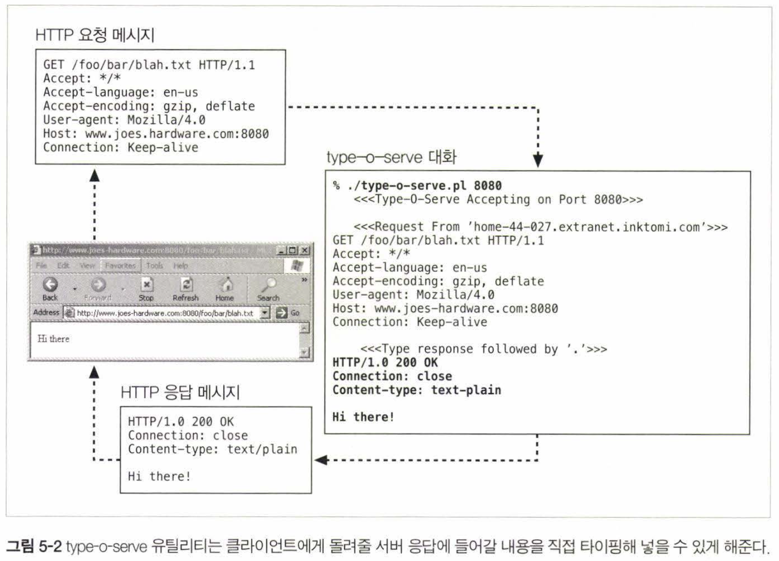 HTTP 요청 메시지
GET /foo/bar/blah.txt HTTP/1.1
Accept: */*
Accept-language: en-us
Accept-encoding: gzip, deflate
User-agent: Mozilla/4.0
Host: www.joes.hardware.com:8080
Connection: Keep-alive
type-o-serve 대화
% ./type-o-serve.pl 8080
<<<Type-O-Serve Accepting on Port 8080>>>
<<<Request From 'home-44-027.extranet.inktomi.com'>>>
GET /foo/bar/blah.txt HTTP/1.1
Accept: */*
Accept-language: en-us
Accept-encoding: gzip, deflate
User-agent: Mozilla/4.0
Host: www.joes-hardware.com:8080
Connection: Keep-alive
<<<Type response followed by '.'>>>
HTTP/1.0 200 OK
Connection: close
Content-type: text-plain
Hi there!
File Edit View Favorites Tools Help
Back Forward Stop Refresh Home Search
Address http://www.joes-hardware.com:8080/foo/bar/blah.txt Go
Hi there
HTTP 응답 메시지
HTTP/1.0 200 OK
Connection: close
Content-type: text/plain
Hi there!
그림 5-2 type-o-serve 유틸리티는 클라이언트에게 돌려줄 서버 응답에 들어갈 내용을 직접 타이핑해 넣을 수 있게 해준다.